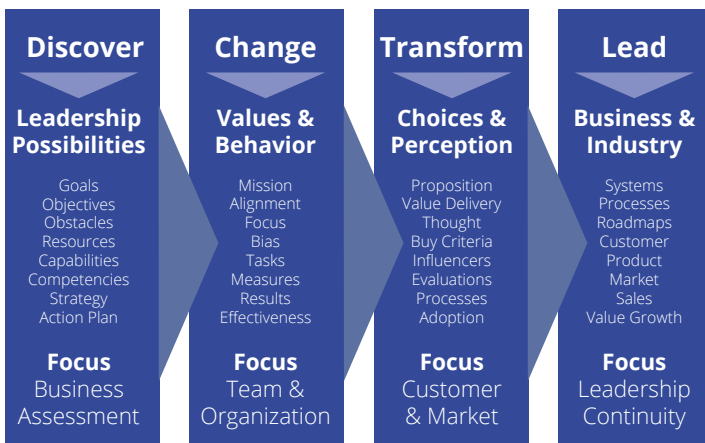 Discover
Leadership
Possibilities
Goals
Objectives
Obstacles
Resources
Capabilities
Competencies
Strategy
Action Plan
Focus
Business
Assessment
Change
Values &
Behavior
Mission
Alignment
Focus
Bias
Tasks
Measures
Results
Effectiveness
Focus
Team &
Organization
Transform
Choices &
Perception
Proposition
Value Delivery
Thought
Buy Criteria
Influencers
Evaluations
Processes
Adoption
Focus
Customer
& Market
Lead
Business &
Industry
Systems
Processes
Roadmaps
Customer
Product
Market
Sales
Value Growth
Focus
Leadership
Continuity